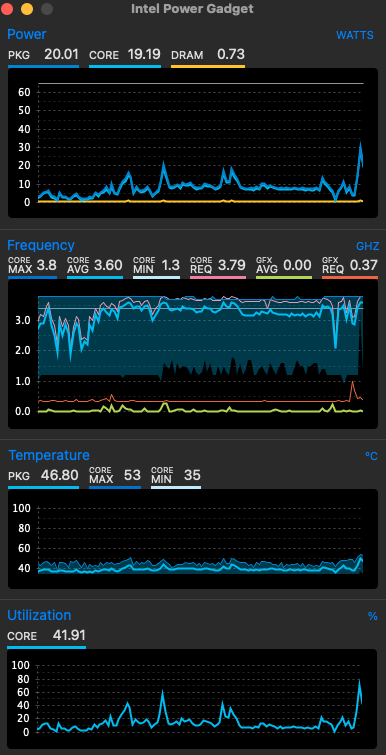 Intel Power Gadget
Power WATTS
PKG 20.01 CORE 19.19 DRAM 0.73
60
50
40
30
20
10
0
Frequency GHZ
CORE MAX 3.8 CORE AVG 3.60 CORE MIN 1.3 CORE REQ 3.79 GFX AVG 0.00 GFX REQ 0.37
3.0
2.0
1.0
0.0
Temperature °C
PKG 46.80 CORE MAX 53 CORE MIN 35
100
80
60
40
Utilization %
CORE 41.91
100
80
60
40
20
0